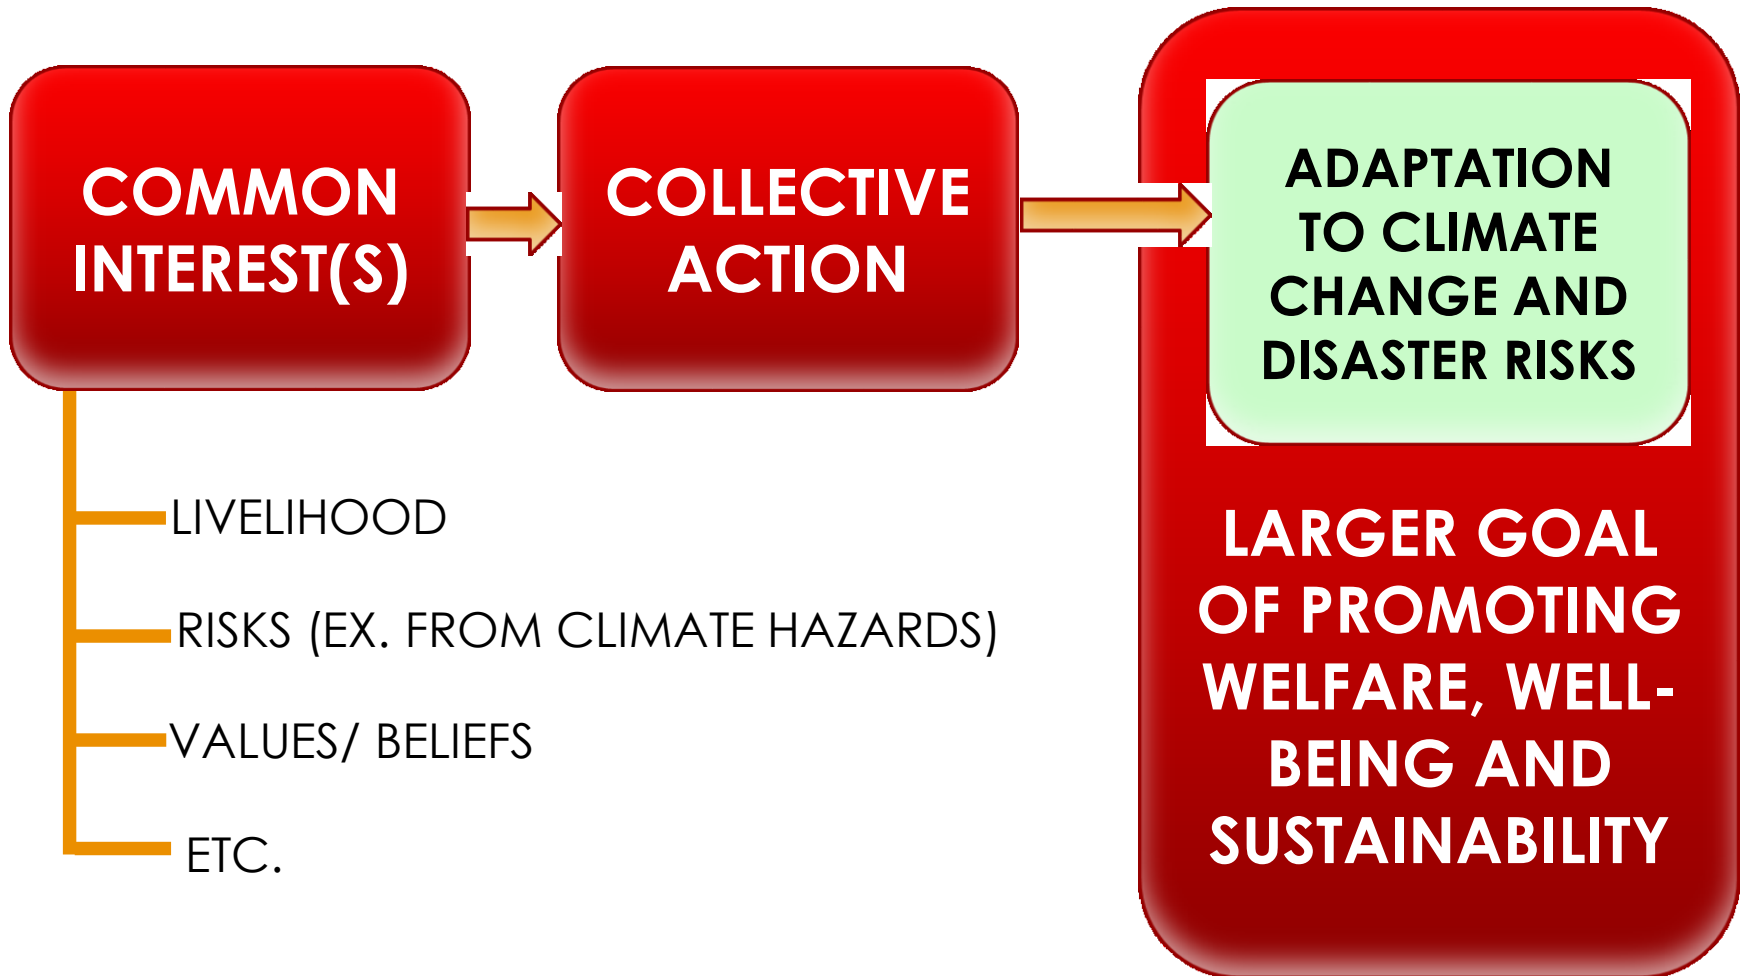 COMMON
INTEREST(S)
COLLECTIVE
ACTION
ADAPTATION
TO CLIMATE
CHANGE AND
DISASTER RISKS
LARGER GOAL
OF PROMOTING
WELFARE, WELL-
BEING AND
SUSTAINABILITY
LIVELIHOOD
RISKS (EX. FROM CLIMATE HAZARDS)
VALUES/ BELIEFS
ETC.